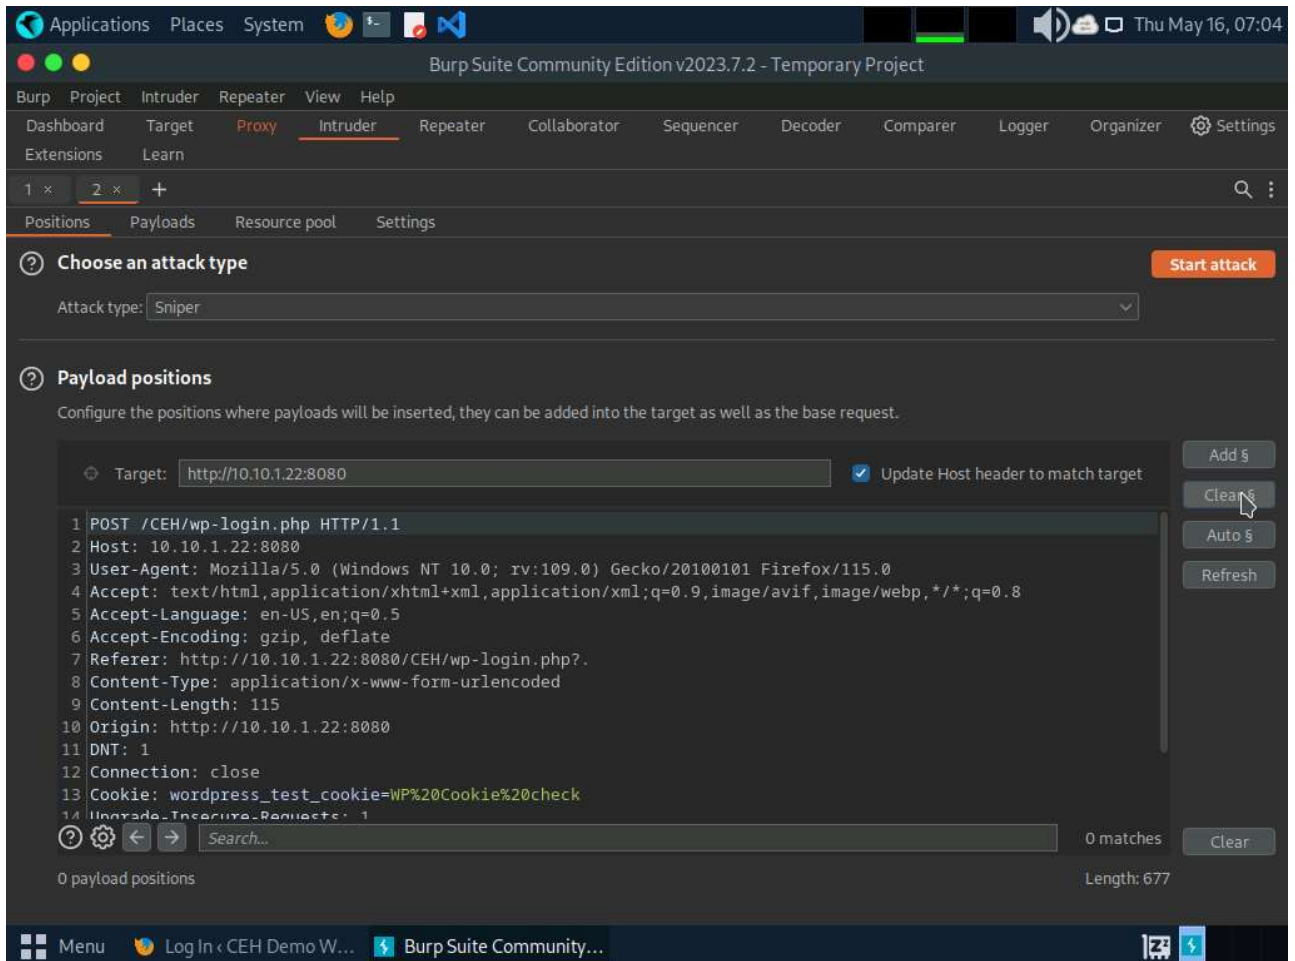 Applications Places System Thu May 16, 07:04
Burp Suite Community Edition v2023.7.2 - Temporary Project
Burp Project Intruder Repeater View Help
Dashboard Target Proxy Intruder Repeater Collaborator Sequencer Decoder Comparer Logger Organizer Settings
Extensions Learn
1 × 2 × +
Positions Payloads Resource pool Settings
Choose an attack type
Start attack
Attack type: Sniper
Payload positions
Configure the positions where payloads will be inserted, they can be added into the target as well as the base request.
Add §
Target: http://10.10.1.22:8080 Update Host header to match target
Clear §
1 POST /CEH/wp-login.php HTTP/1.1
2 Host: 10.10.1.22:8080
Auto §
3 User-Agent: Mozilla/5.0 (Windows NT 10.0; rv:109.0) Gecko/20100101 Firefox/115.0
Refresh
4 Accept: text/html,application/xhtml+xml,application/xml;q=0.9,image/avif,image/webp,*/*;q=0.8
5 Accept-Language: en-US,en;q=0.5
6 Accept-Encoding: gzip, deflate
7 Referer: http://10.10.1.22:8080/CEH/wp-login.php?.
8 Content-Type: application/x-www-form-urlencoded
9 Content-Length: 115
10 Origin: http://10.10.1.22:8080
11 DNT: 1
12 Connection: close
13 Cookie: wordpress_test_cookie=WP%20Cookie%20check
14 Upgrade-Insecure-Requests: 1
Search... 0 matches Clear
0 payload positions Length: 677
Menu Log In ‹ CEH Demo W... Burp Suite Community...